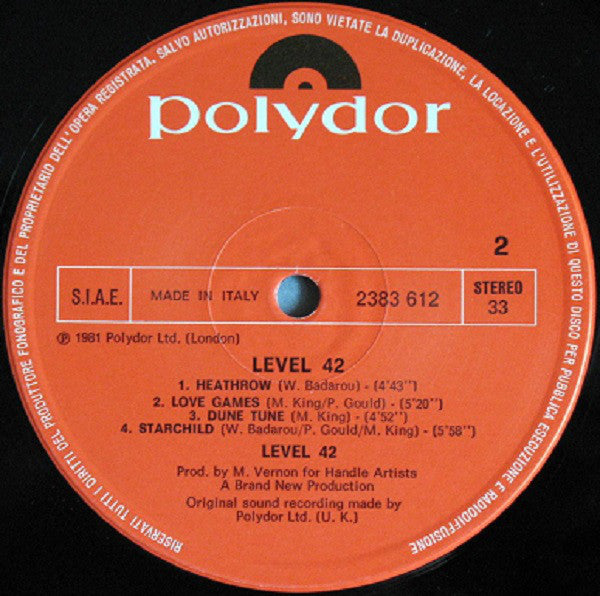 RISERVATI TUTTI I DIRITTI DEL PRODUTTORE FONOGRAFICO E DEL PROPRIETARIO DELL'OPERA REGISTRATA. SALVO AUTORIZZAZIONI, SONO VIETATE LA DUPLICAZIONE, LA LOCAZIONE E L'UTILIZZAZIONE DI QUESTO DISCO PER PUBBLICA ESECUZIONE E RADIODIFFUSIONE
polydor
2
S.I.A.E. MADE IN ITALY 2383 612 STEREO
33
℗ 1981 Polydor Ltd. (London)
LEVEL 42
1. HEATHROW (W. Badarou) - (4'43'')
2. LOVE GAMES (M. King/P. Gould) - (5'20'')
3. DUNE TUNE (M. King) - (4'52'')
4. STARCHILD (W. Badarou/P. Gould/M. King) - (5'58'')
LEVEL 42
Prod. by M. Vernon for Handle Artists
A Brand New Production
Original sound recording made by
Polydor Ltd. (U. K.)